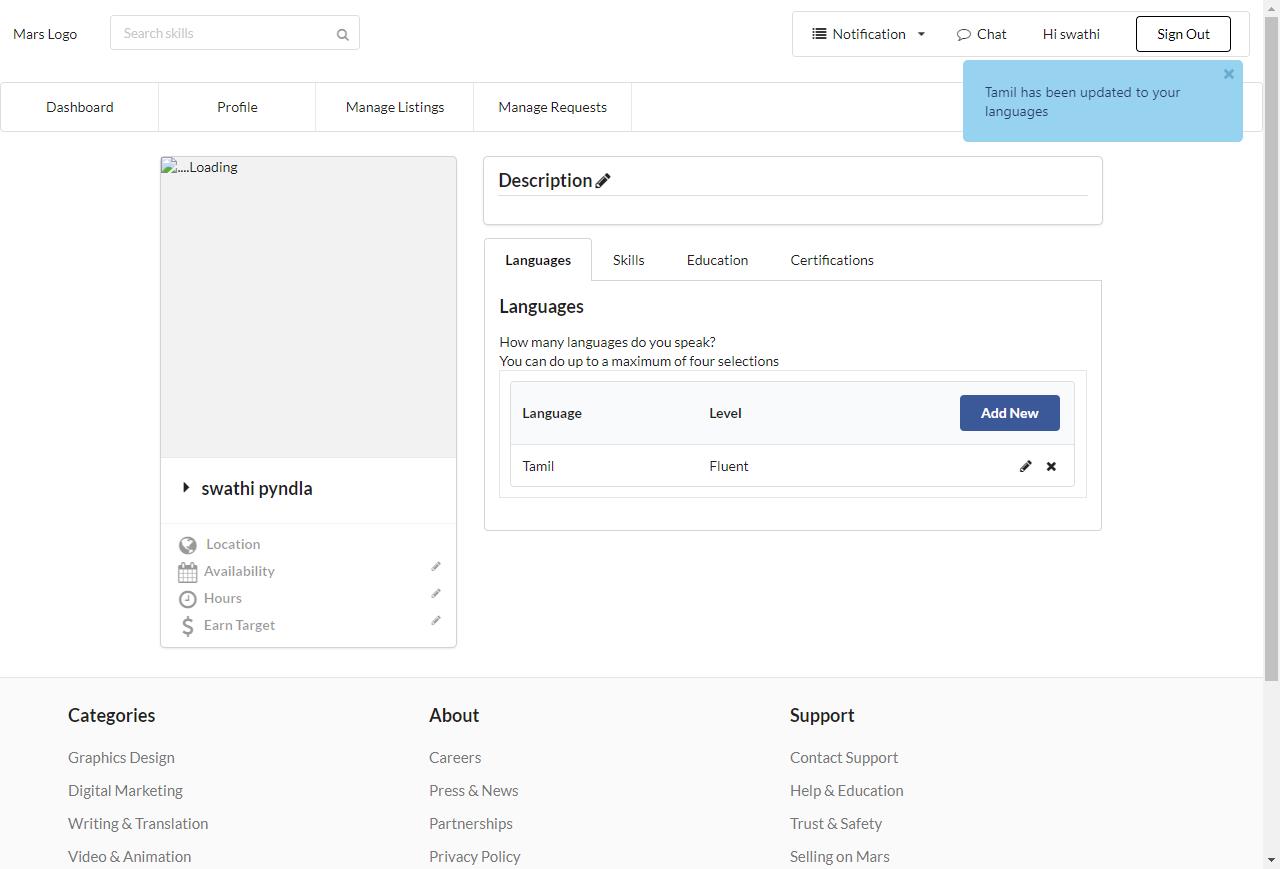 Mars Logo
Search skills
Notification
Chat
Hi swathi
Sign Out
Dashboard
Profile
Manage Listings
Manage Requests
Tamil has been updated to your
languages
....Loading
swathi pyndla
Location
Availability
Hours
Earn Target
Description
Languages
Skills
Education
Certifications
Languages
How many languages do you speak?
You can do up to a maximum of four selections
Language
Level
Add New
Tamil
Fluent
Categories
Graphics Design
Digital Marketing
Writing & Translation
Video & Animation
About
Careers
Press & News
Partnerships
Privacy Policy
Support
Contact Support
Help & Education
Trust & Safety
Selling on Mars